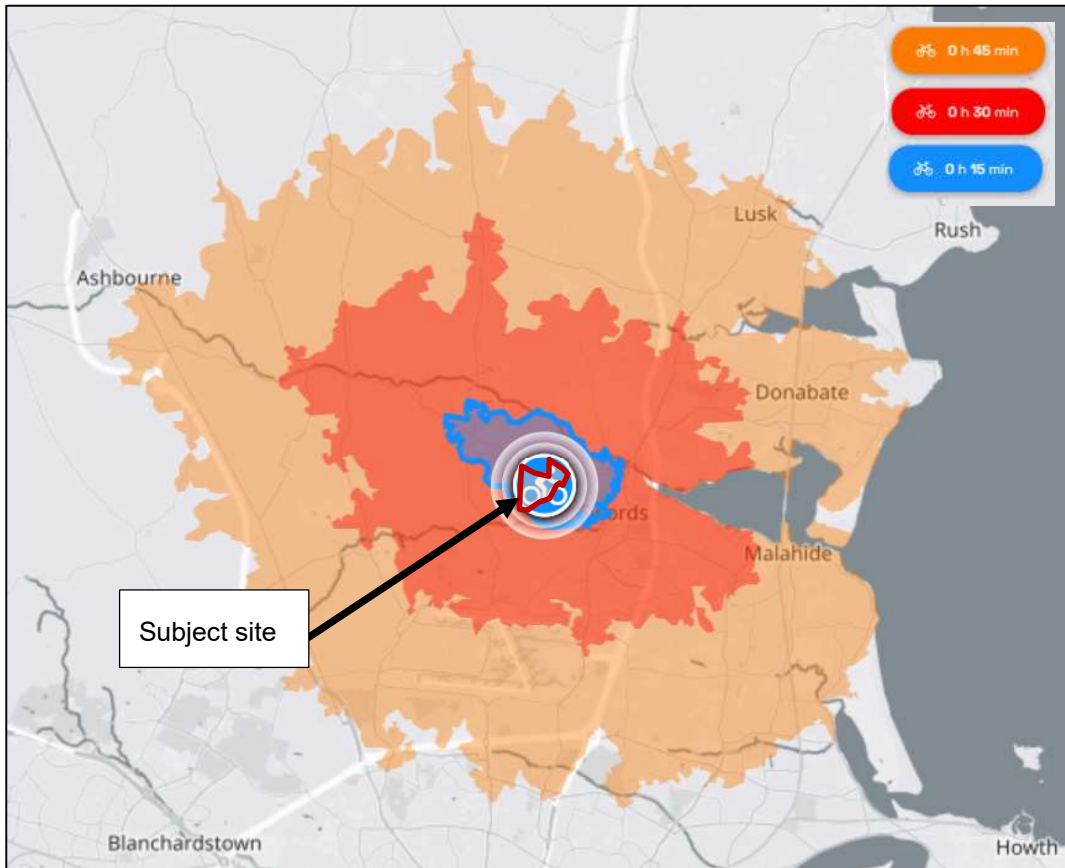 0 h 45 min
0 h 30 min
0 h 15 min
Lusk
Rush
Ashbourne
Donabate
Malahide
Subject site
Blanchardstown
Howth